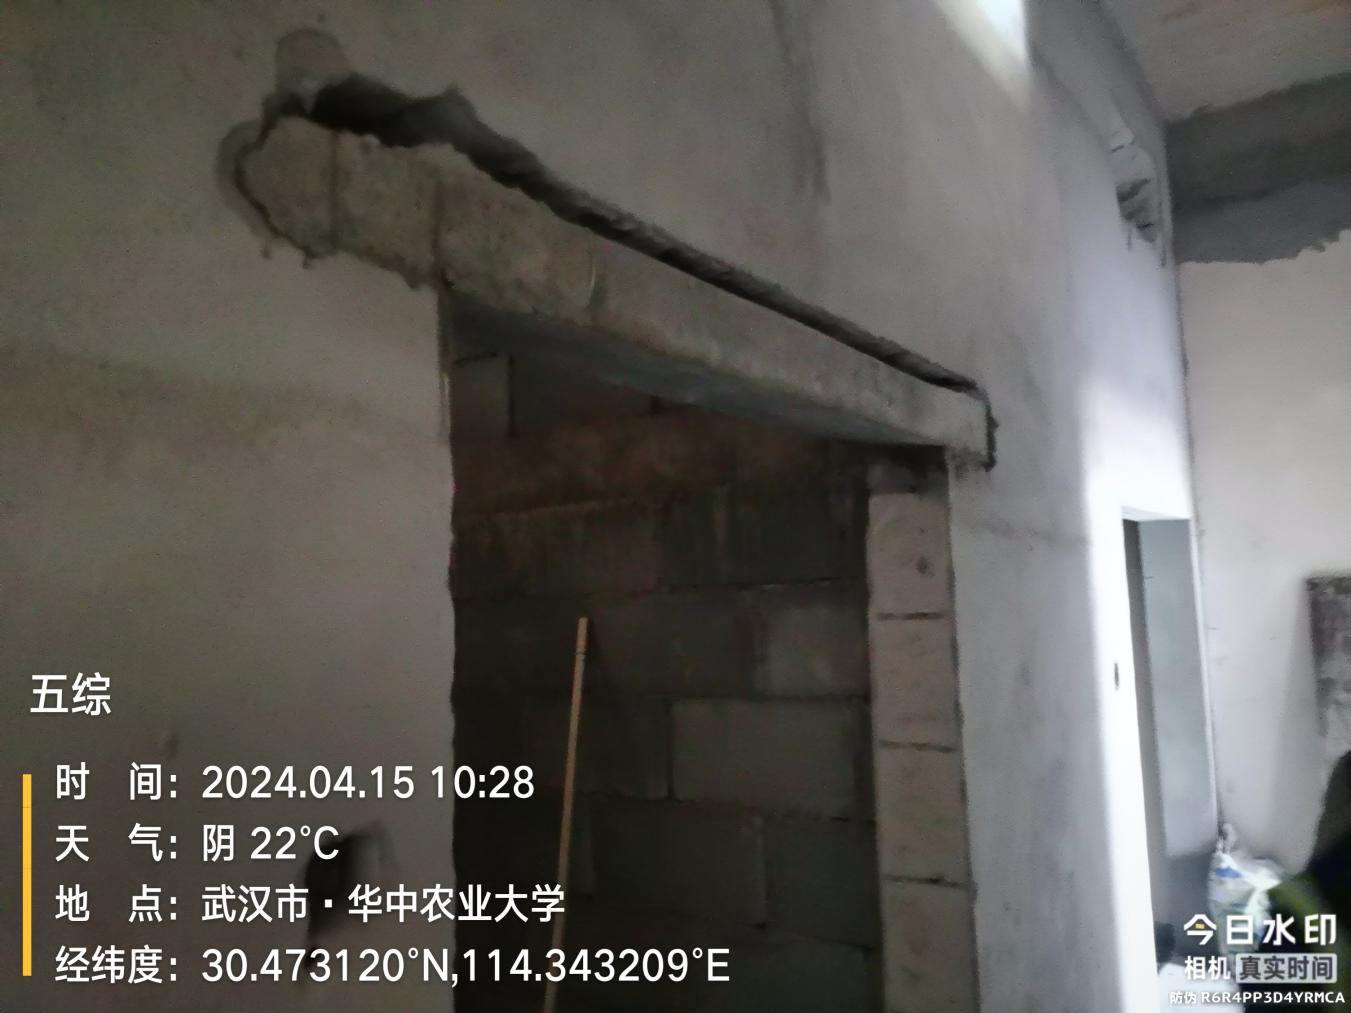 五综
时 间：2024.04.15 10:28
天 气：阴 22°C
地 点：武汉市·华中农业大学
经纬度：30.473120°N,114.343209°E
今日水印
相机 真实时间
防伪 R6R4PP3D4YRMCA